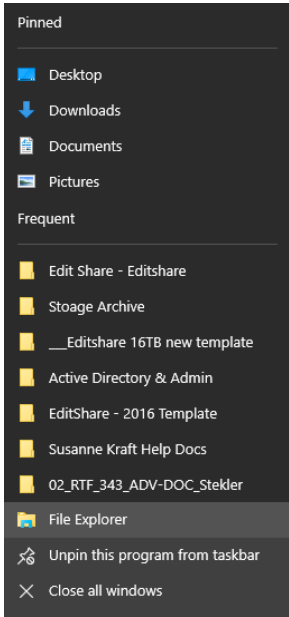 Pinned
Desktop
Downloads
Documents
Pictures
Frequent
Edit Share - Editshare
Stoage Archive
___Editshare 16TB new template
Active Directory & Admin
EditShare - 2016 Template
Susanne Kraft Help Docs
02_RTF_343_ADV-DOC_Stekler
File Explorer
Unpin this program from taskbar
Close all windows